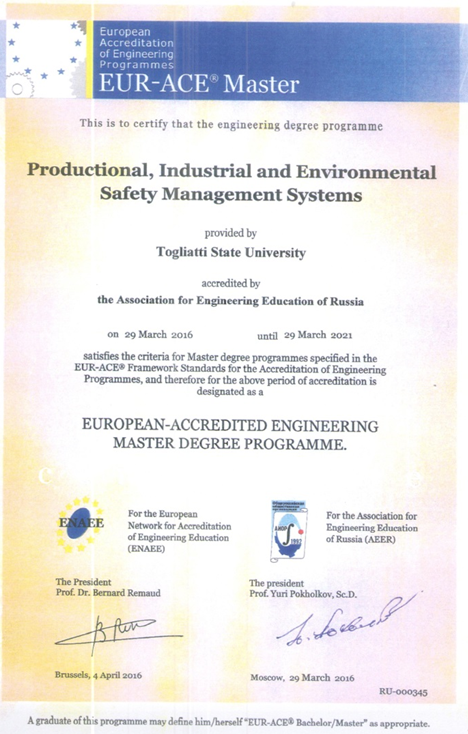 European
Accreditation
of Engineering
Programmes
EUR-ACE® Master
This is to certify that the engineering degree programme
Productional, Industrial and Environmental
Safety Management Systems
provided by
Togliatti State University
accredited by
the Association for Engineering Education of Russia
on 29 March 2016 until 29 March 2021
satisfies the criteria for Master degree programmes specified in the
EUR-ACE® Framework Standards for the Accreditation of Engineering
Programmes, and therefore for the above period of accreditation is
designated as a
EUROPEAN-ACCREDITED ENGINEERING
MASTER DEGREE PROGRAMME.
ENAEE
For the European
Network for Accreditation
of Engineering Education
(ENAEE)
АИОР
1992
For the Association for
Engineering Education
of Russia (AEER)
The President
Prof. Dr. Bernard Remaud
The president
Prof. Yuri Pokholkov, Sc.D.
Brussels, 4 April 2016
Moscow, 29 March 2016
RU-000345
A graduate of this programme may define him/herself "EUR-ACE® Bachelor/Master" as appropriate.